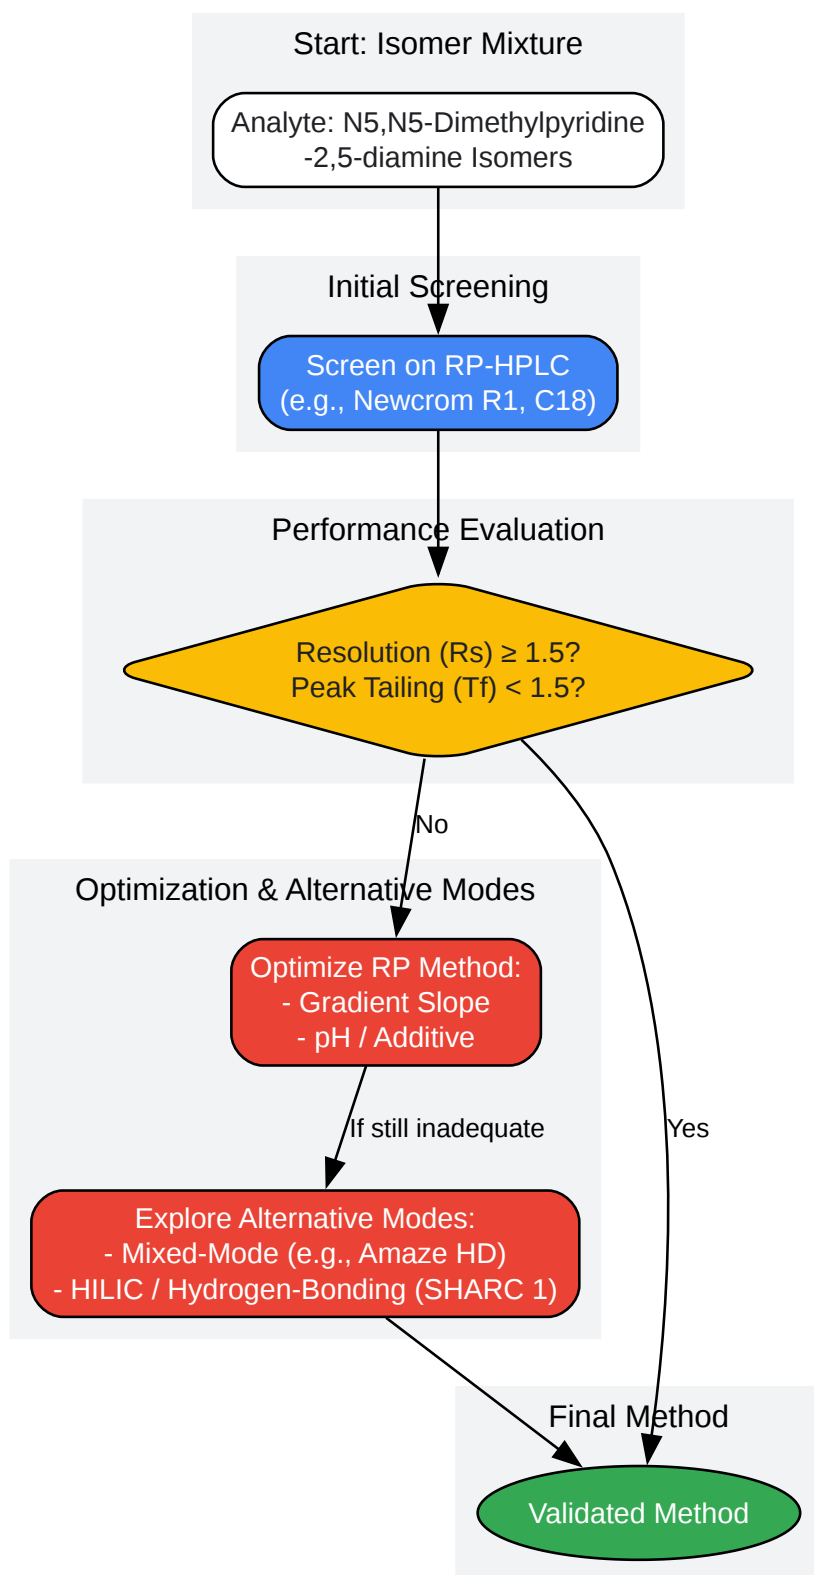 Start: Isomer Mixture
Analyte: N5,N5-Dimethylpyridine
-2,5-diamine Isomers
Initial Screening
Screen on RP-HPLC
(e.g., Newcrom R1, C18)
Performance Evaluation
Resolution (Rs) ≥ 1.5?
Peak Tailing (Tf) < 1.5?
No
Optimization & Alternative Modes
Optimize RP Method:
- Gradient Slope
- pH / Additive
If still inadequate
Yes
Explore Alternative Modes:
- Mixed-Mode (e.g., Amaze HD)
- HILIC / Hydrogen-Bonding (SHARC 1)
Final Method
Validated Method